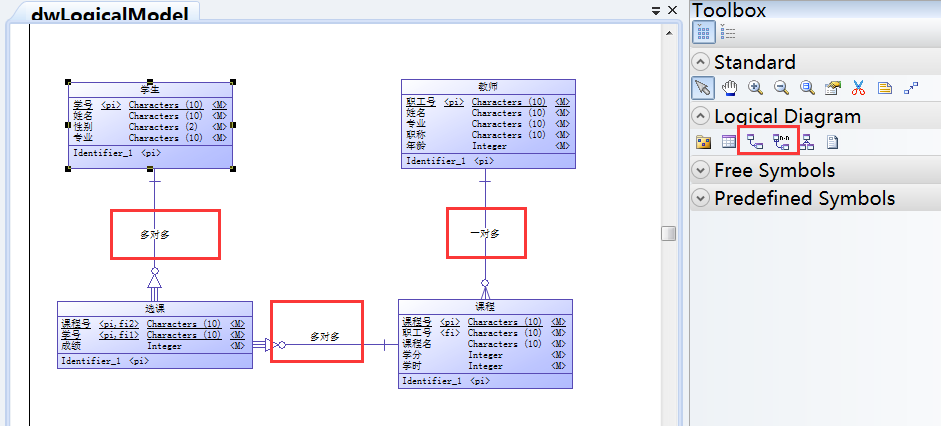 dwLogicalModel
Toolbox
Standard
Logical Diagram
Free Symbols
Predefined Symbols
学生
学号 <pi> Characters (10) <M>
姓名 Characters (10) <M>
性别 Characters (2) <M>
专业 Characters (10) <M>
Identifier_1 <pi>
教师
职工号 <pi> Characters (10) <M>
姓名 Characters (10) <M>
专业 Characters (10) <M>
职称 Characters (10) <M>
年龄 Integer <M>
Identifier_1 <pi>
多对多
一对多
选课
课程号 <pi,fi2> Characters (10) <M>
学号 <pi,fi1> Characters (10) <M>
成绩 Integer <M>
Identifier_1 <pi>
多对多
课程
课程号 <pi> Characters (10) <M>
职工号 <fi> Characters (10) <M>
课程名 Characters (10) <M>
学分 Integer <M>
学时 Integer <M>
Identifier_1 <pi>